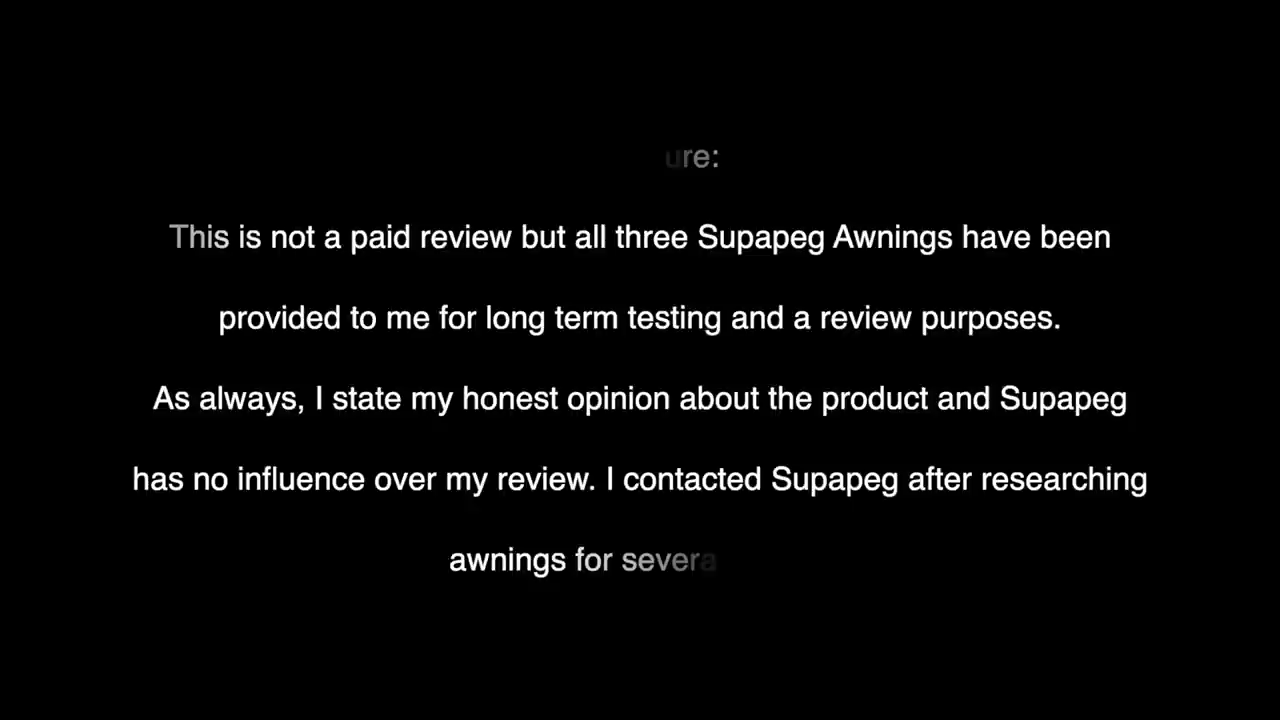 This is not a paid review but all three Supapeg Awnings have been
provided to me for long term testing and a review purposes.
As always, I state my honest opinion about the product and Supapeg
has no influence over my review. I contacted Supapeg after researching
awnings for